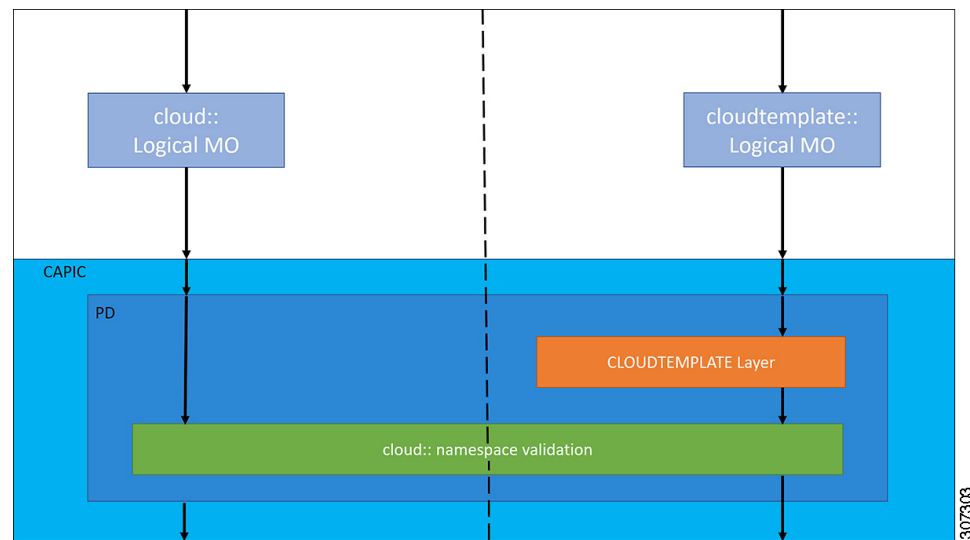 cloud::
Logical MO
cloudtemplate::
Logical MO
CAPIC
PD
CLOUDTEMPLATE Layer
cloud:: namespace validation
307303